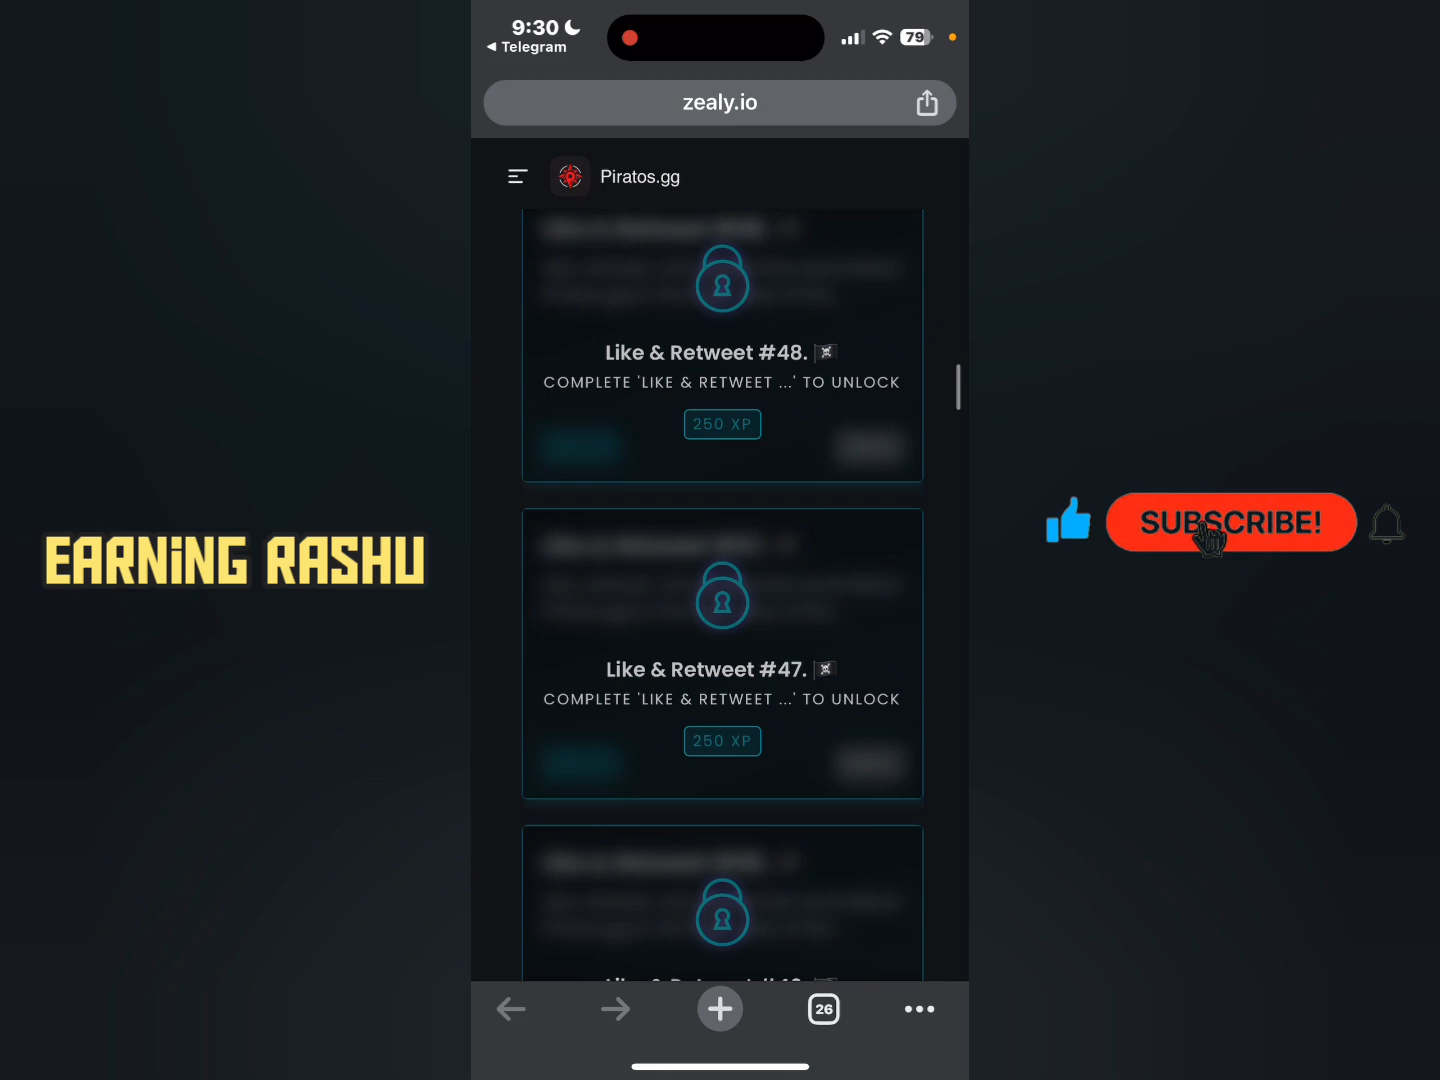 9:30
Telegram
79
zealy.io
Piratos.gg
Like & Retweet #48. 🏴‍☠️
COMPLETE 'LIKE & RETWEET ...' TO UNLOCK
250 XP
Like & Retweet #47. 🏴‍☠️
COMPLETE 'LIKE & RETWEET ...' TO UNLOCK
250 XP
26
EARNiNG RASHU
SUBSCRIBE!